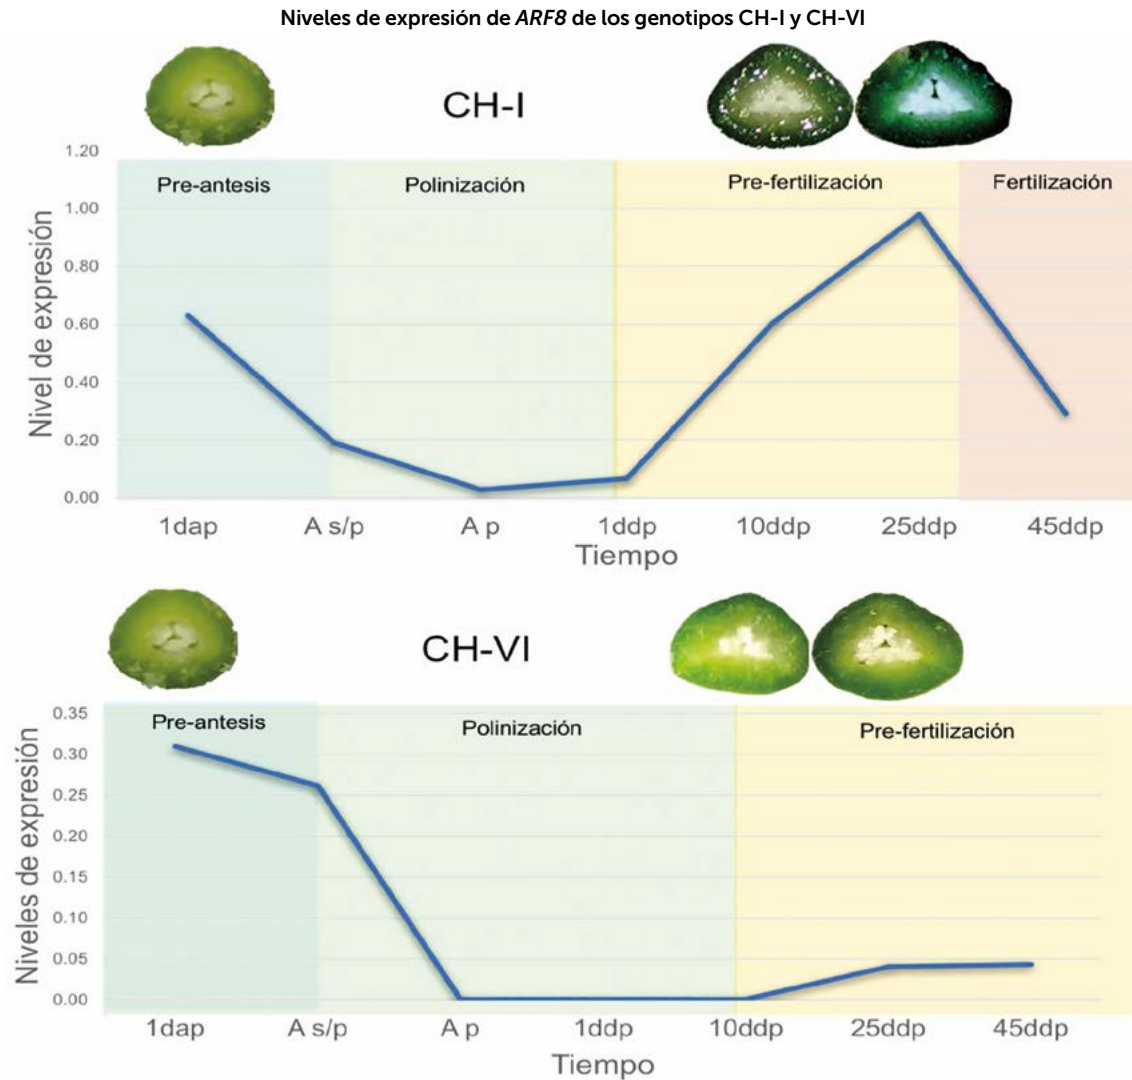 Niveles de expresión de ARF8 de los genotipos CH-I y CH-VI
CH-I
1.20
1.00
0.80
0.60
0.40
0.20
0.00
Nivel de expresión
Pre-antesis
Polinización
Pre-fertilización
Fertilización
1dap
A s/p
A p
1ddp
10ddp
25ddp
45ddp
Tiempo
CH-VI
0.35
0.30
0.25
0.20
0.15
0.10
0.05
0.00
Niveles de expresión
Pre-antesis
Polinización
Pre-fertilización
1dap
A s/p
A p
1ddp
10ddp
25ddp
45ddp
Tiempo